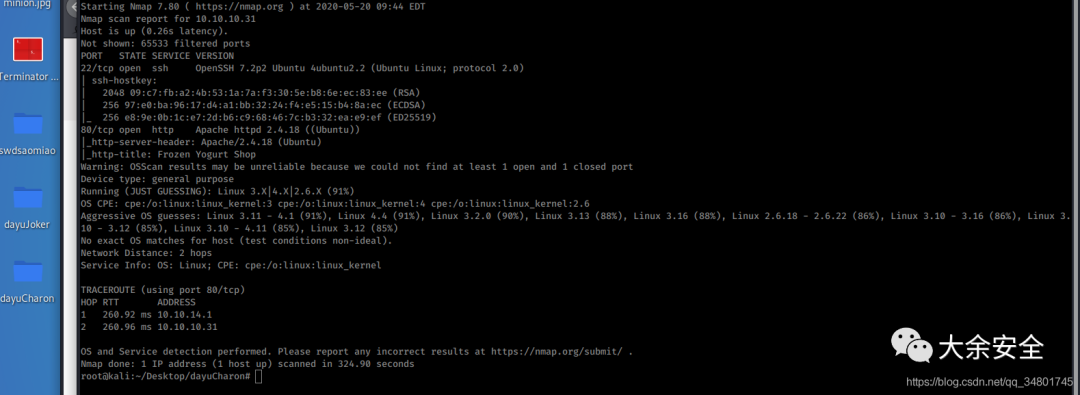 minion.jpg
Terminator ...
swdsaomiao
dayuJoker
dayuCharon
Starting Nmap 7.80 ( https://nmap.org ) at 2020-05-20 09:44 EDT
Nmap scan report for 10.10.10.31
Host is up (0.26s latency).
Not shown: 65533 filtered ports
PORT   STATE SERVICE VERSION
22/tcp open  ssh     OpenSSH 7.2p2 Ubuntu 4ubuntu2.2 (Ubuntu Linux; protocol 2.0)
| ssh-hostkey:
|   2048 09:c7:fb:a2:4b:53:1a:7a:f3:30:5e:b8:6e:ec:83:ee (RSA)
|   256 97:e0:ba:96:17:d4:a1:bb:32:24:f4:e5:15:b4:8a:ec (ECDSA)
|_  256 e8:9e:0b:1c:e7:2d:b6:c9:68:46:7c:b3:32:ea:e9:ef (ED25519)
80/tcp open  http    Apache httpd 2.4.18 ((Ubuntu))
|_http-server-header: Apache/2.4.18 (Ubuntu)
|_http-title: Frozen Yogurt Shop
Warning: OSScan results may be unreliable because we could not find at least 1 open and 1 closed port
Device type: general purpose
Running (JUST GUESSING): Linux 3.X|4.X|2.6.X (91%)
OS CPE: cpe:/o:linux:linux_kernel:3 cpe:/o:linux:linux_kernel:4 cpe:/o:linux:linux_kernel:2.6
Aggressive OS guesses: Linux 3.11 - 4.1 (91%), Linux 4.4 (91%), Linux 3.2.0 (90%), Linux 3.13 (88%), Linux 3.16 (88%), Linux 2.6.18 - 2.6.22 (86%), Linux 3.10 - 3.16 (86%), Linux 3.
10 - 3.12 (85%), Linux 3.10 - 4.11 (85%), Linux 3.12 (85%)
No exact OS matches for host (test conditions non-ideal).
Network Distance: 2 hops
Service Info: OS: Linux; CPE: cpe:/o:linux:linux_kernel
TRACEROUTE (using port 80/tcp)
HOP RTT       ADDRESS
1   260.92 ms 10.10.14.1
2   260.96 ms 10.10.10.31
OS and Service detection performed. Please report any incorrect results at https://nmap.org/submit/ .
Nmap done: 1 IP address (1 host up) scanned in 324.90 seconds
root@kali:~/Desktop/dayuCharon#
大余安全
https://blog.csdn.net/qq_34801745